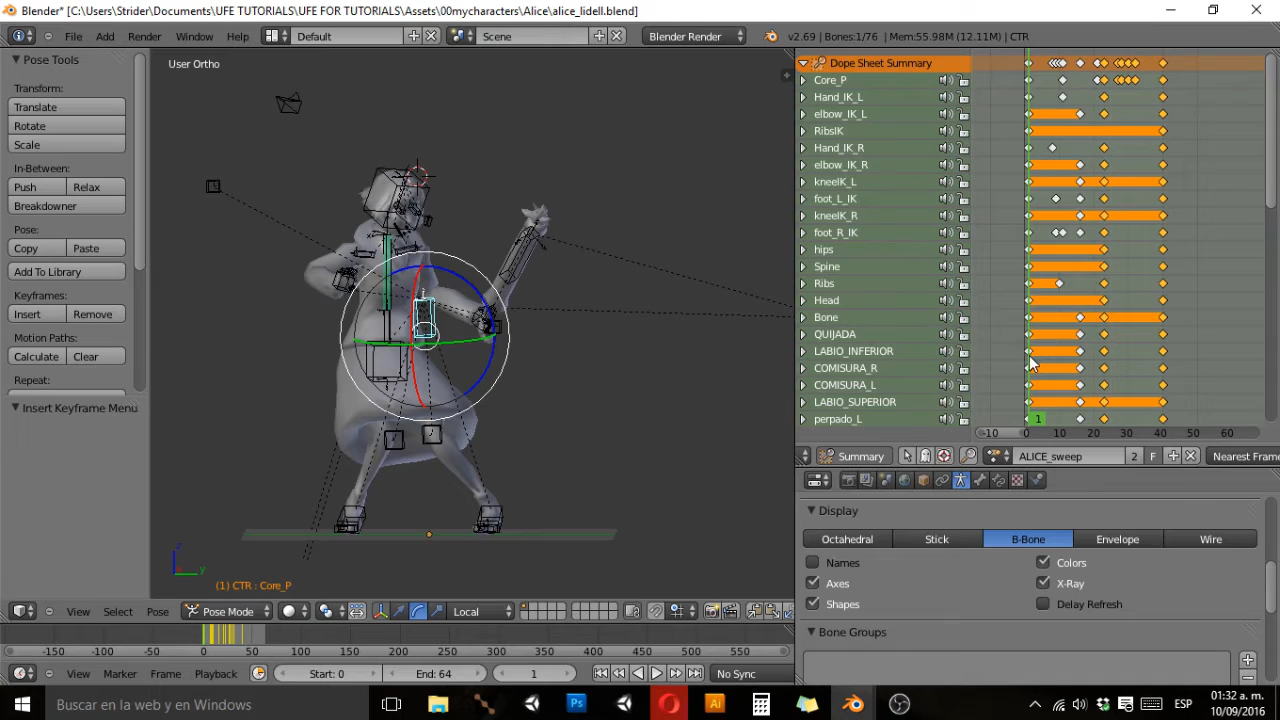 Blender* [C:\Users\Strider\Documents\UFE TUTORIALS\UFE FOR TUTORIALS\Assets\00mycharacters\Alice\alice_lidell.blend]
File Add Render Window Help Default Scene Blender Render v2.69 | Bones:1/76 | Mem:55.98M (12.11M) | CTR
Pose Tools
Transform:
Translate
Rotate
Scale
In-Between:
Push Relax
Breakdowner
Pose:
Copy Paste
Add To Library
Keyframes:
Insert Remove
Motion Paths:
Calculate Clear
Repeat:
Insert Keyframe Menu
User Ortho
z
y
(1) CTR : Core_P
Dope Sheet Summary
Core_P
Hand_IK_L
elbow_IK_L
RibsIK
Hand_IK_R
elbow_IK_R
kneeIK_L
foot_L_IK
kneeIK_R
foot_R_IK
hips
Spine
Ribs
Head
Bone
QUIJADA
LABIO_INFERIOR
COMISURA_R
COMISURA_L
LABIO_SUPERIOR
perpado_L
1
-10 0 10 20 30 40 50 60
Summary ALICE_sweep 2 F Nearest Frame
Display
Octahedral Stick B-Bone Envelope Wire
Names Colors
Axes X-Ray
Shapes Delay Refresh
Bone Groups
View Select Pose Pose Mode Local
-150 -100 -50 0 50 100 150 200 250 300 350 400 450 500 550
View Marker Frame Playback Start: 0 End: 64 1 No Sync
Buscar en la web y en Windows
ESP
01:32 a. m.
10/09/2016